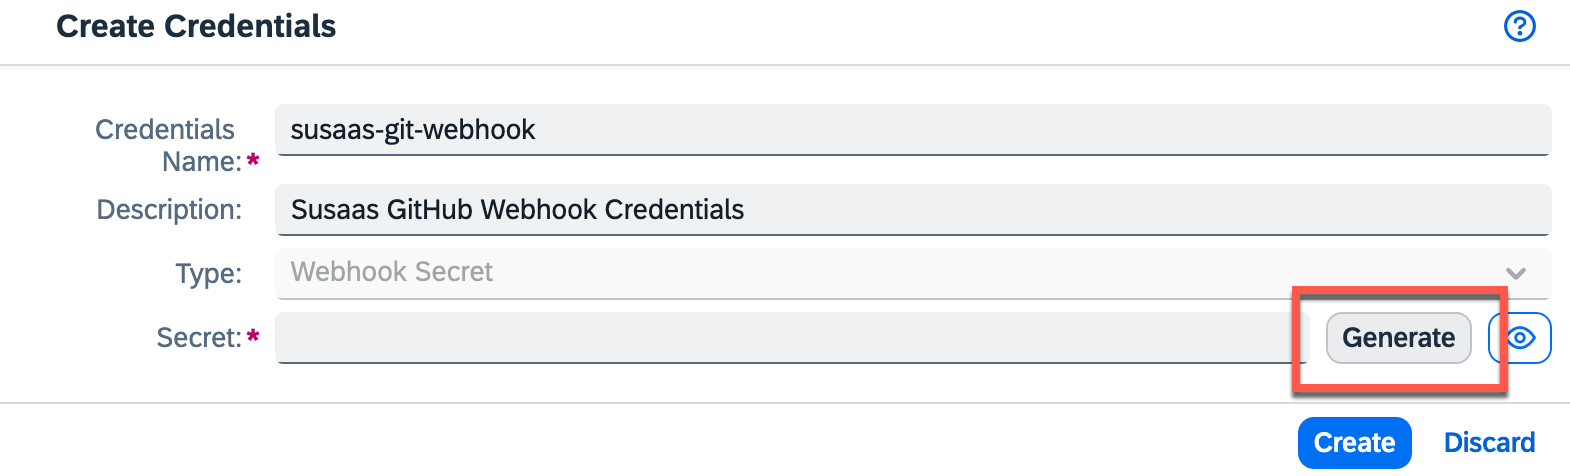 Create Credentials
Credentials
Name:*
susaas-git-webhook
Description:
Susaas GitHub Webhook Credentials
Type:
Webhook Secret
Secret:*
Generate
Create
Discard